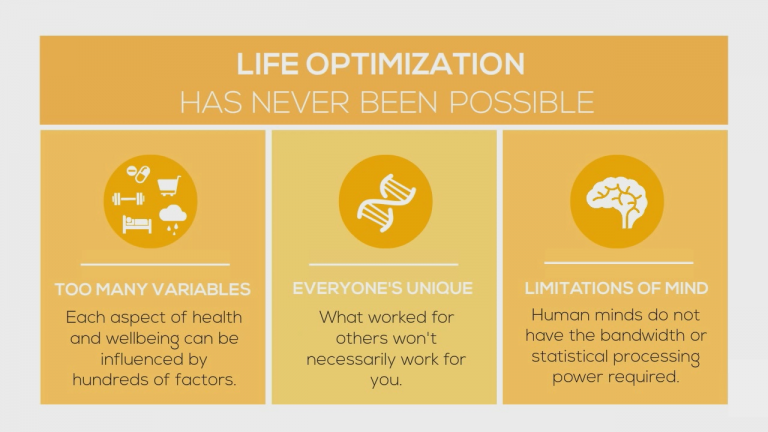 LIFE OPTIMIZATION
HAS NEVER BEEN POSSIBLE
TOO MANY VARIABLES
Each aspect of health
and wellbeing can be
influenced by
hundreds of factors.
EVERYONE'S UNIQUE
What worked for
others won't
necessarily work for
you.
LIMITATIONS OF MIND
Human minds do not
have the bandwidth or
statistical processing
power required.